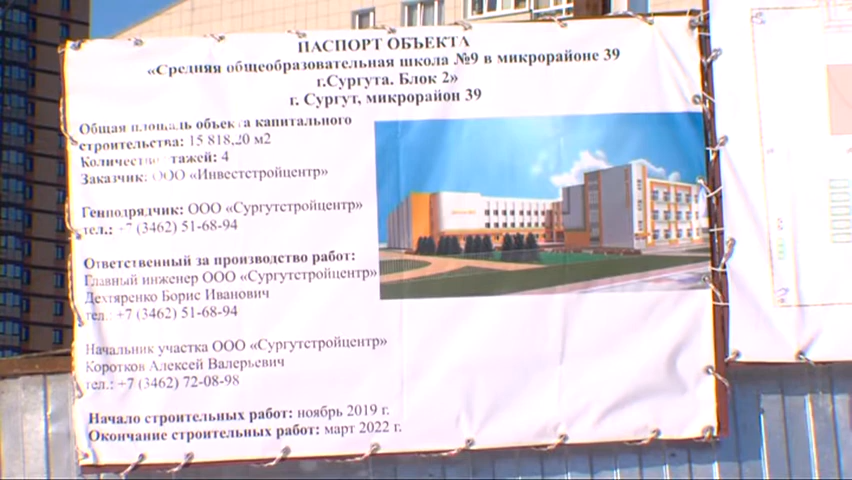 ПАСПОРТ ОБЪЕКТА
«Средняя общеобразовательная школа №9 в микрорайоне 39
г.Сургута. Блок 2»
г. Сургут, микрорайон 39
Общая площадь объекта капитального
строительства: 15 818,20 м2
Количество этажей: 4
Заказчик: ООО «Инвестстройцентр»
Генподрядчик: ООО «Сургутстройцентр»
тел.: +7 (3462) 51-68-94
Ответственный за производство работ:
Главный инженер ООО «Сургутстройцентр»
Дехтяренко Борис Иванович
тел.: +7 (3462) 51-68-94
Начальник участка ООО «Сургутстройцентр»
Коротков Алексей Валерьевич
тел.: +7 (3462) 72-08-98
Начало строительных работ: ноябрь 2019 г.
Окончание строительных работ: март 2022 г.